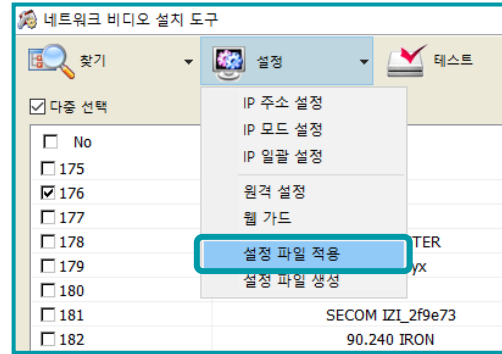 네트워크 비디오 설치 도구
찾기 설정 테스트
다중 선택
IP 주소 설정
No
IP 모드 설정
IP 일괄 설정
175
176
원격 설정
177
웹 가드
178
설정 파일 적용
TER
179
yx
180
설정 파일 생성
181 SECOM IZI_2f9e73
182 90.240 IRON